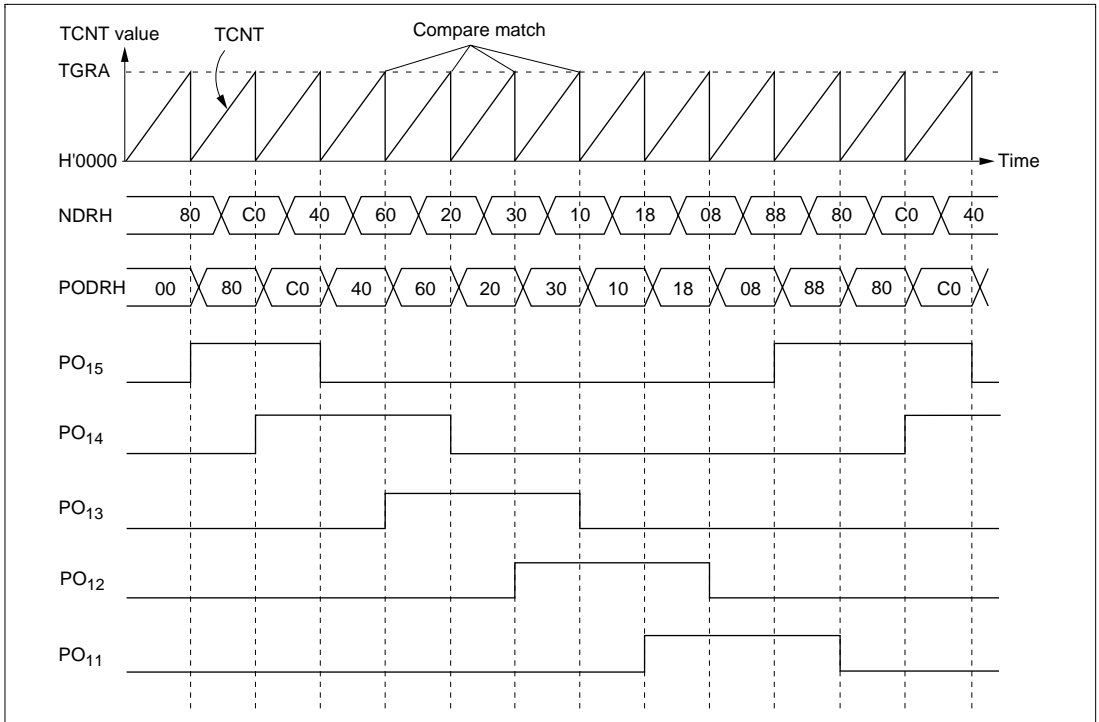 Compare match
TCNT value
TCNT
TGRA
H'0000
Time
NDRH 80 C0 40 60 20 30 10 18 08 88 80 C0 40
PODRH 00 80 C0 40 60 20 30 10 18 08 88 80 C0
PO15
PO14
PO13
PO12
PO11